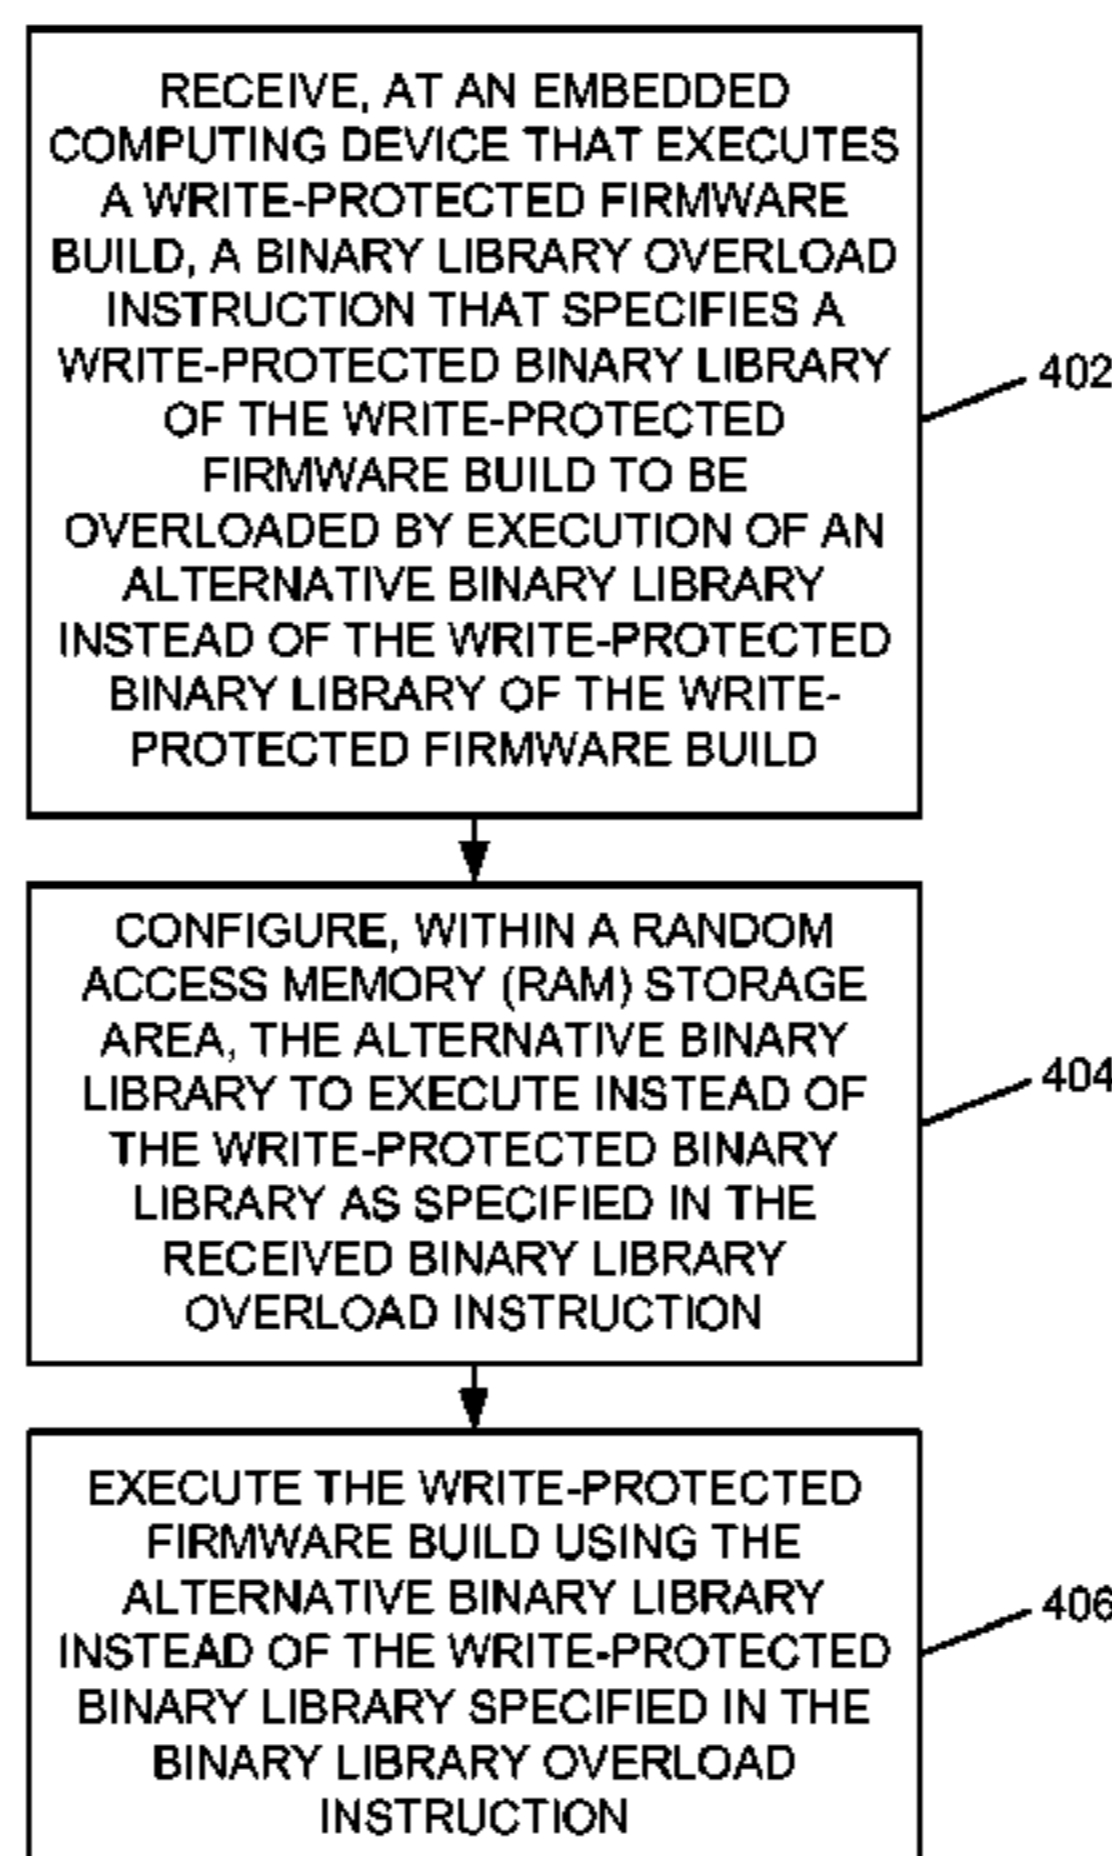 RECEIVE, AT AN EMBEDDED
COMPUTING DEVICE THAT EXECUTES
A WRITE-PROTECTED FIRMWARE
BUILD, A BINARY LIBRARY OVERLOAD
INSTRUCTION THAT SPECIFIES A
WRITE-PROTECTED BINARY LIBRARY
OF THE WRITE-PROTECTED
FIRMWARE BUILD TO BE
OVERLOADED BY EXECUTION OF AN
ALTERNATIVE BINARY LIBRARY
INSTEAD OF THE WRITE-PROTECTED
BINARY LIBRARY OF THE WRITE-
PROTECTED FIRMWARE BUILD
402
CONFIGURE, WITHIN A RANDOM
ACCESS MEMORY (RAM) STORAGE
AREA, THE ALTERNATIVE BINARY
LIBRARY TO EXECUTE INSTEAD OF
THE WRITE-PROTECTED BINARY
LIBRARY AS SPECIFIED IN THE
RECEIVED BINARY LIBRARY
OVERLOAD INSTRUCTION
404
EXECUTE THE WRITE-PROTECTED
FIRMWARE BUILD USING THE
ALTERNATIVE BINARY LIBRARY
INSTEAD OF THE WRITE-PROTECTED
BINARY LIBRARY SPECIFIED IN THE
BINARY LIBRARY OVERLOAD
INSTRUCTION
406